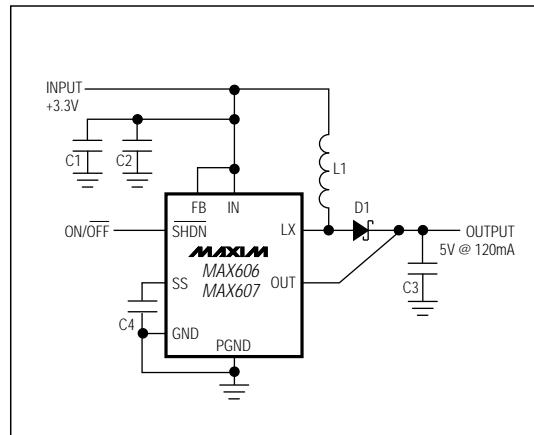 INPUT
+3.3V
C1
C2
L1
FB
IN
D1
ON/OFF
SHDN
LX
OUTPUT
5V @ 120mA
MAXIM
MAX606
MAX607
SS
OUT
C3
C4
GND
PGND